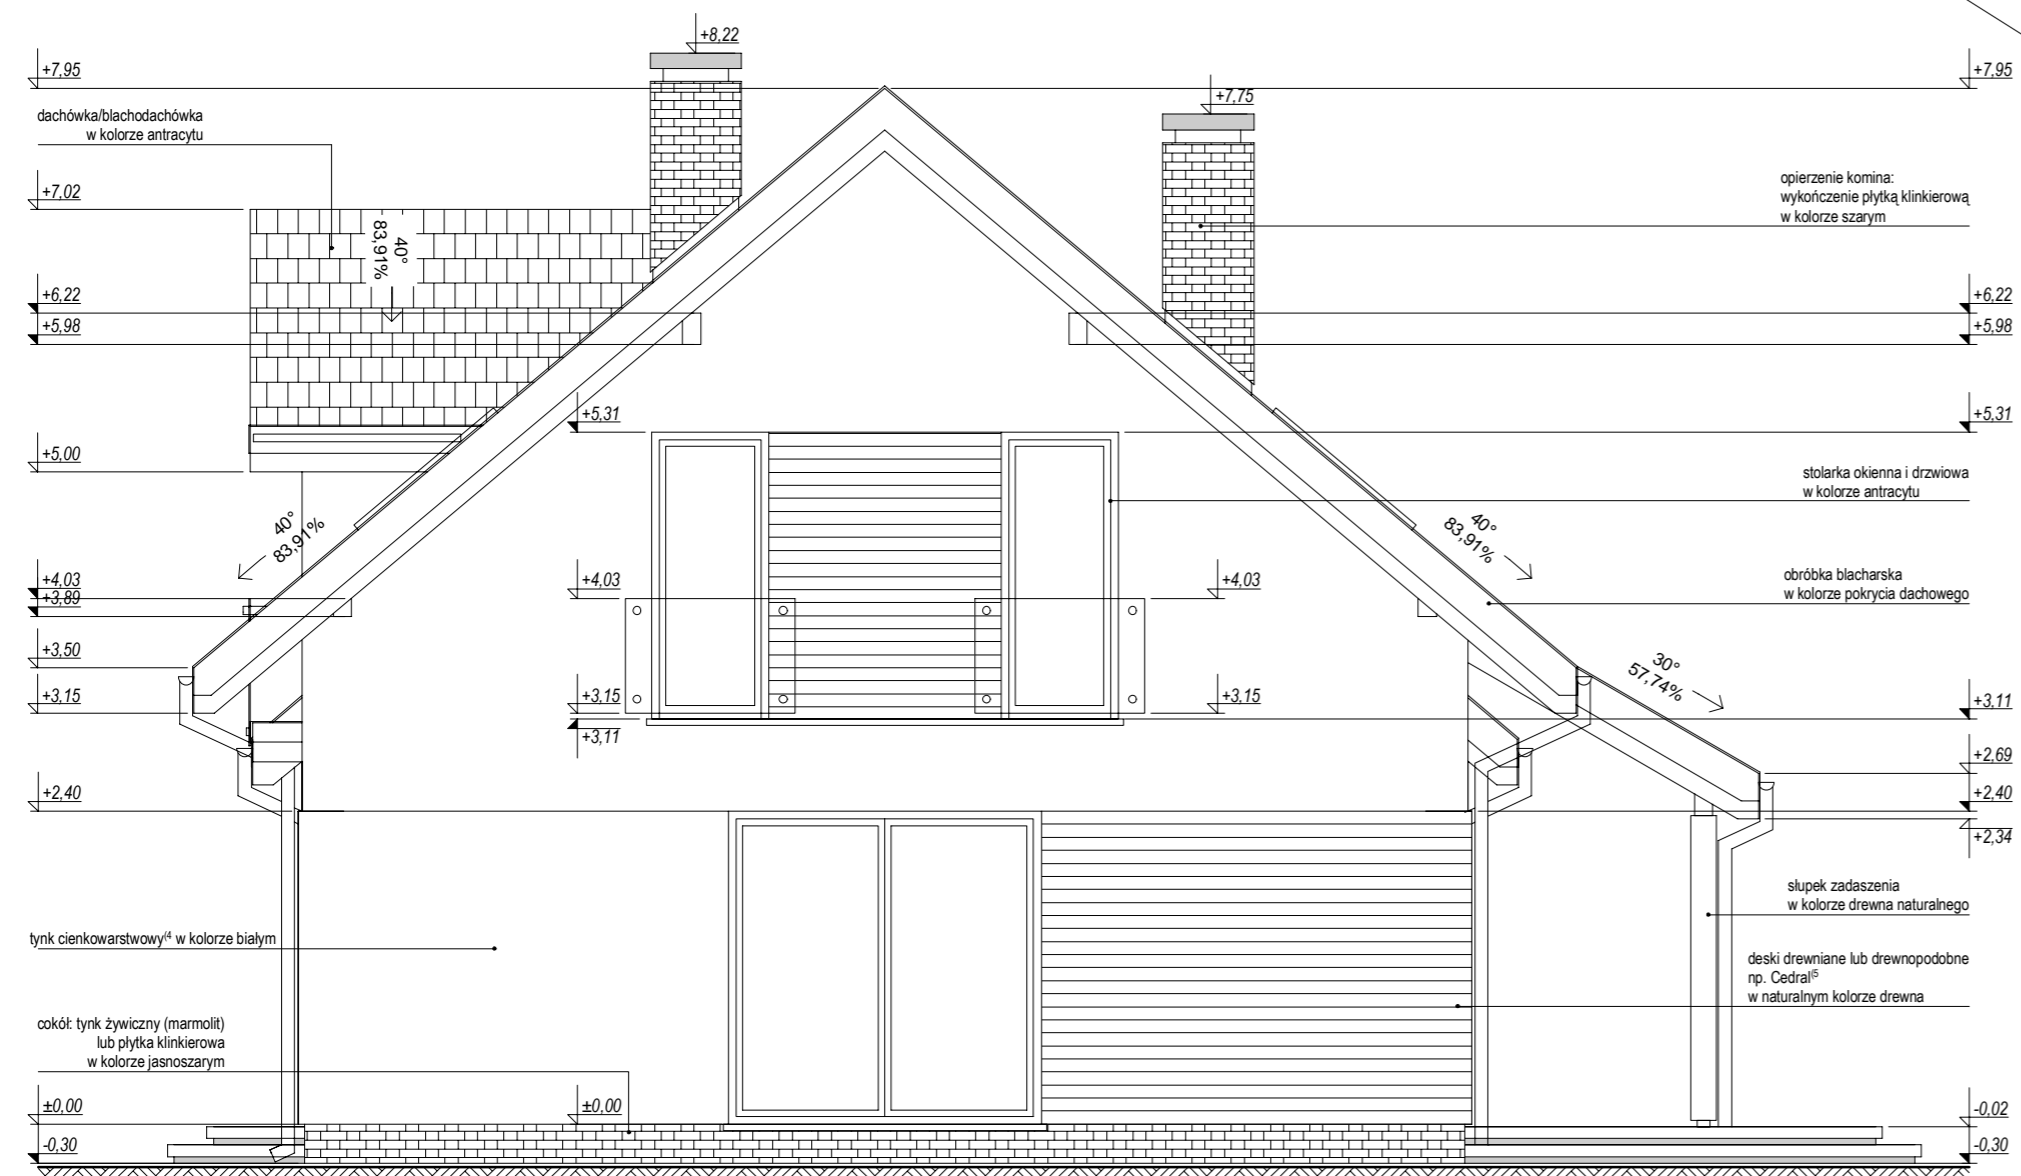 +8,22
+7,95
+7,95
+7,75
dachówka/blachodachówka
w kolorze antracytu
opierzenie komina:
wykończenie płytką klinkierową
w kolorze szarym
+7,02
40°
83,91%
+6,22
+6,22
+5,98
+5,98
+5,31
+5,31
+5,00
stolarka okienna i drzwiowa
w kolorze antracytu
40°
83,91%
40°
83,91%
obróbka blacharska
w kolorze pokrycia dachowego
+4,03
+4,03
+4,03
+3,89
+3,50
30°
57,74%
+3,15
+3,15
+3,15
+3,11
+3,11
+2,69
+2,40
+2,40
+2,34
słupek zadaszenia
w kolorze drewna naturalnego
tynk cienkowarstwowy⁽⁴ w kolorze białym
deski drewniane lub drewnopodobne
np. Cedral⁽⁵
w naturalnym kolorze drewna
cokół: tynk żywiczny (marmolit)
lub płytka klinkierowa
w kolorze jasnoszarym
±0,00
±0,00
-0,02
-0,30
-0,30